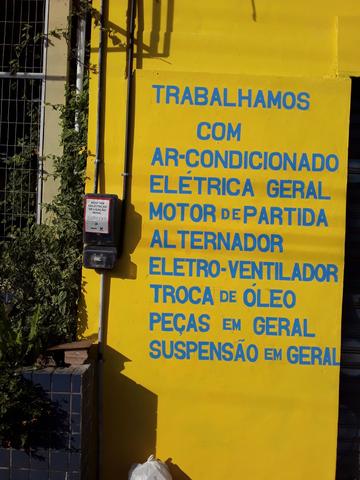 TRABALHAMOS
COM
AR-CONDICIONADO
ELÉTRICA GERAL
MOTOR DE PARTIDA
ALTERNADOR
ELETRO-VENTILADOR
TROCA DE ÓLEO
PEÇAS EM GERAL
SUSPENSÃO EM GERAL